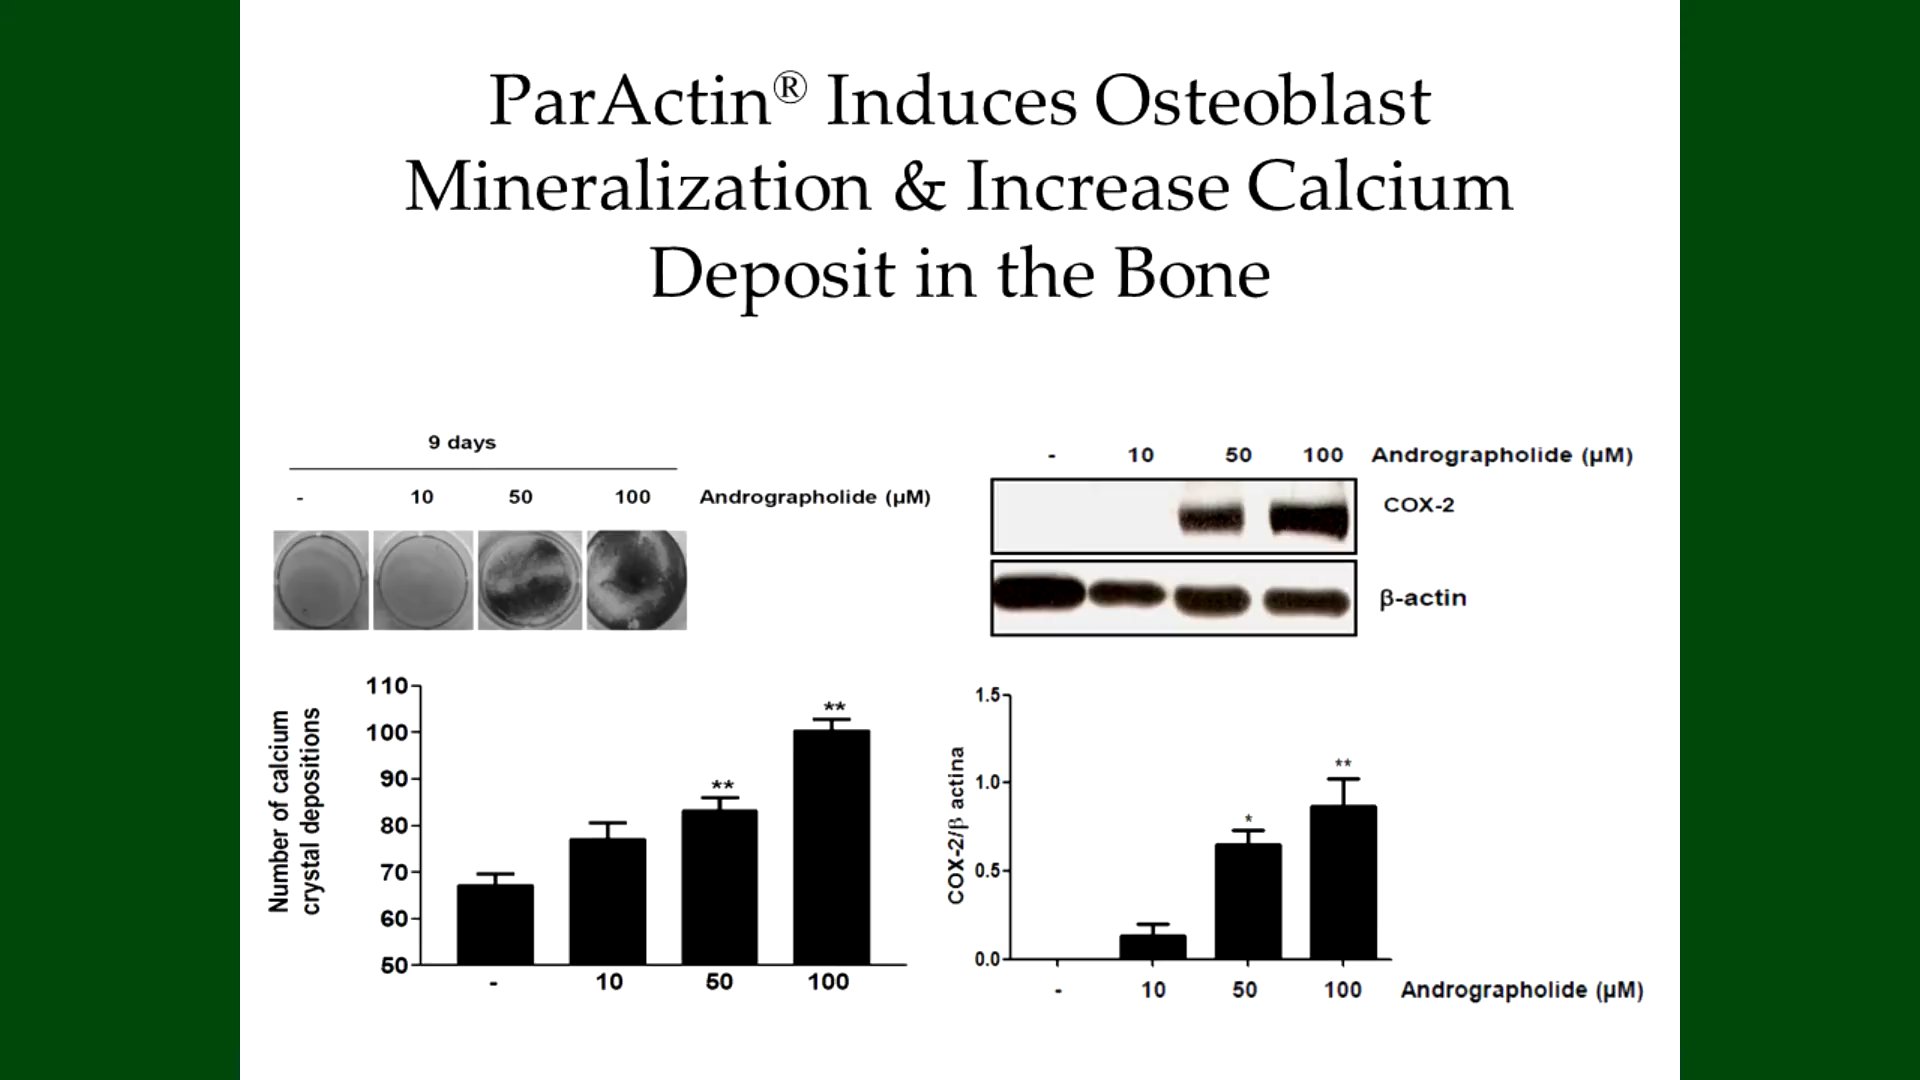 ParActin® Induces Osteoblast
Mineralization & Increase Calcium
Deposit in the Bone
9 days
- 10 50 100 Andrographolide (µM)
110
100
90
80
70
60
50
Number of calcium
crystal depositions
**
**
- 10 50 100
- 10 50 100 Andrographolide (µM)
COX-2
β-actin
1.5
1.0
0.5
0.0
COX-2/β actina
*
**
- 10 50 100 Andrographolide (µM)